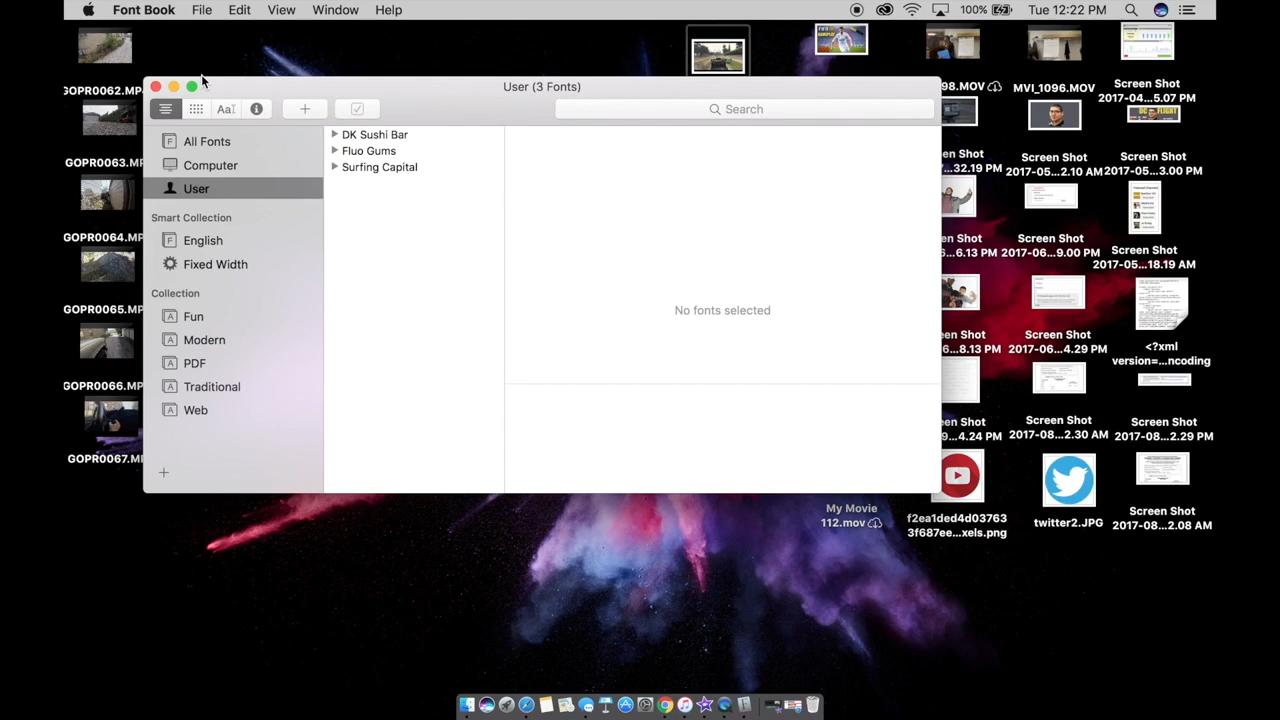 Font Book File Edit View Window Help
100% Tue 12:22 PM
GOPR0062.MP
GOPR0063.MP
GOPR0064.MP
GOPR0065.MP
GOPR0066.MP
GOPR0067.MP
User (3 Fonts)
Search
All Fonts
Computer
User
Smart Collection
English
Fixed Width
Collection
Fun
PDF
Traditional
Web
DK Sushi Bar
Fluo Gums
Surfing Capital
No fonts selected
98.MOV
MVI_1096.MOV
Screen Shot
2017-04...5.07 PM
een Shot
...32.19 PM
Screen Shot
2017-05...2.10 AM
Screen Shot
2017-05...3.00 PM
een Shot
...6.13 PM
Screen Shot
2017-06...9.00 PM
Screen Shot
2017-05...18.19 AM
een Shot
6...8.13 PM
Screen Shot
2017-06...4.29 PM
<?xml
version=...ncoding
een Shot
9...4.24 PM
Screen Shot
2017-08...2.30 AM
Screen Shot
2017-08...2.29 PM
My Movie
112.mov
f2ea1ded4d03763
3f687ee...xels.png
twitter2.JPG
Screen Shot
2017-08...2.08 AM